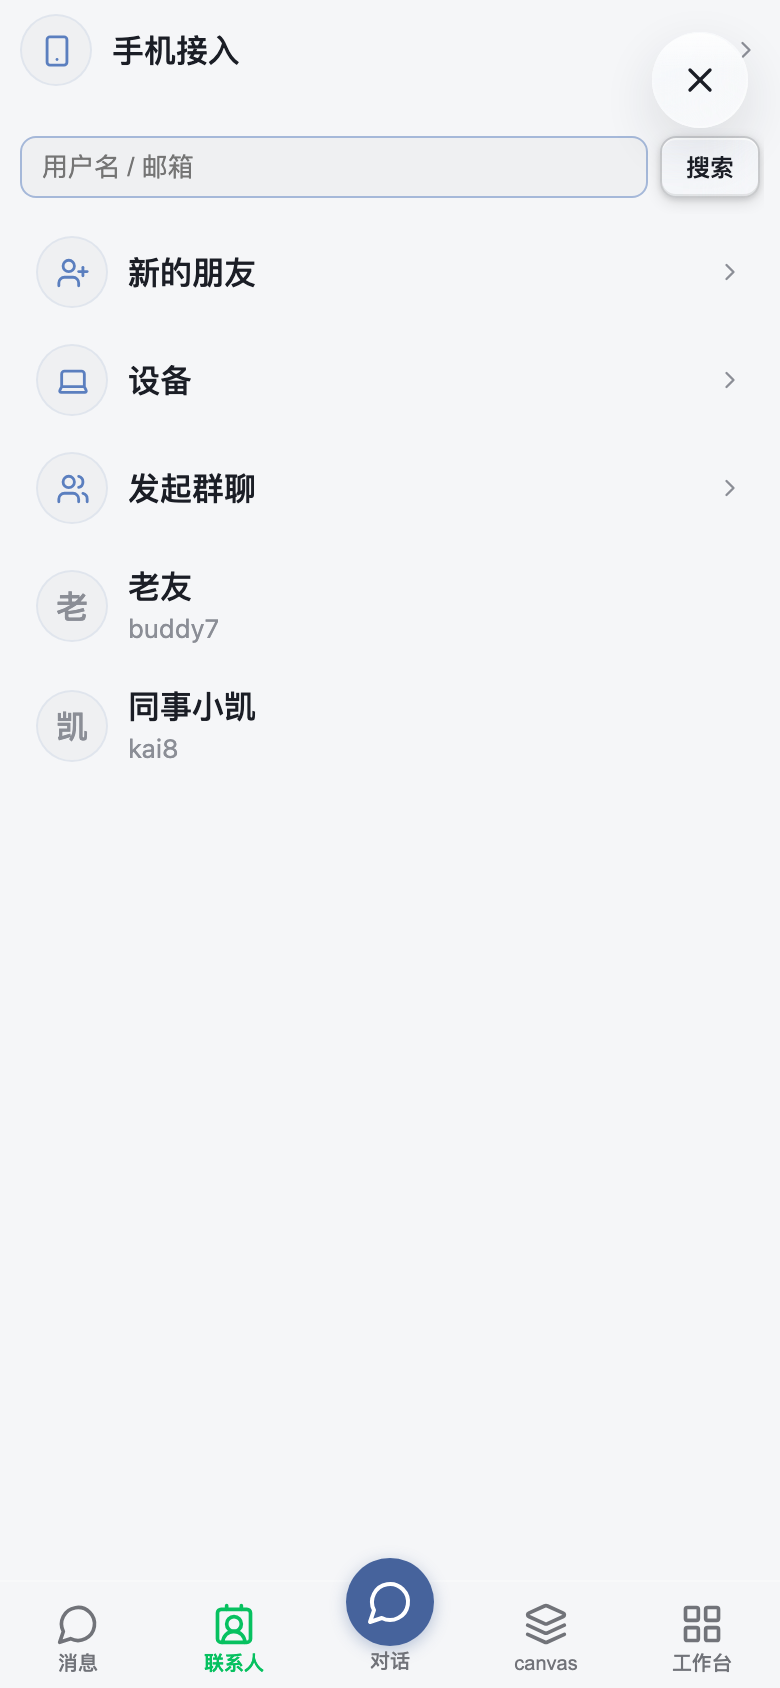 手机接入
用户名 / 邮箱
搜索
新的朋友
设备
发起群聊
老
老友
buddy7
凯
同事小凯
kai8
消息
联系人
对话
canvas
工作台